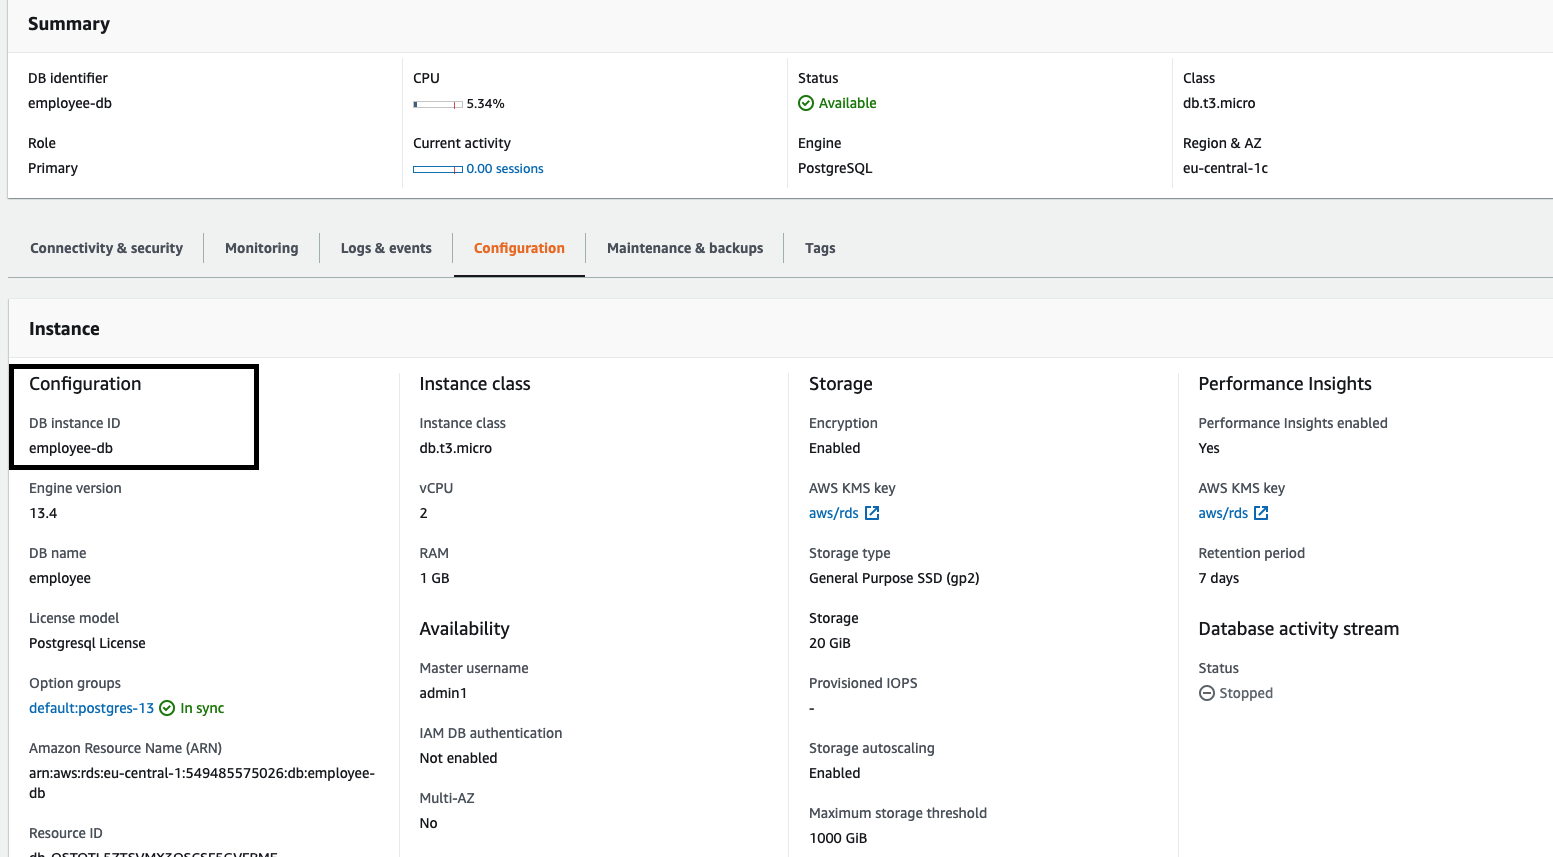 Summary
DB identifier
employee-db
CPU
5.34%
Status
Available
Class
db.t3.micro
Role
Primary
Current activity
0.00 sessions
Engine
PostgreSQL
Region & AZ
eu-central-1c
Connectivity & security
Monitoring
Logs & events
Configuration
Maintenance & backups
Tags
Instance
Configuration
DB instance ID
employee-db
Engine version
13.4
DB name
employee
License model
Postgresql License
Option groups
default:postgres-13 In sync
Amazon Resource Name (ARN)
arn:aws:rds:eu-central-1:549485575026:db:employee-
db
Resource ID
Instance class
Instance class
db.t3.micro
vCPU
2
RAM
1 GB
Availability
Master username
admin1
IAM DB authentication
Not enabled
Multi-AZ
No
Storage
Encryption
Enabled
AWS KMS key
aws/rds
Storage type
General Purpose SSD (gp2)
Storage
20 GiB
Provisioned IOPS
-
Storage autoscaling
Enabled
Maximum storage threshold
1000 GiB
Performance Insights
Performance Insights enabled
Yes
AWS KMS key
aws/rds
Retention period
7 days
Database activity stream
Status
Stopped